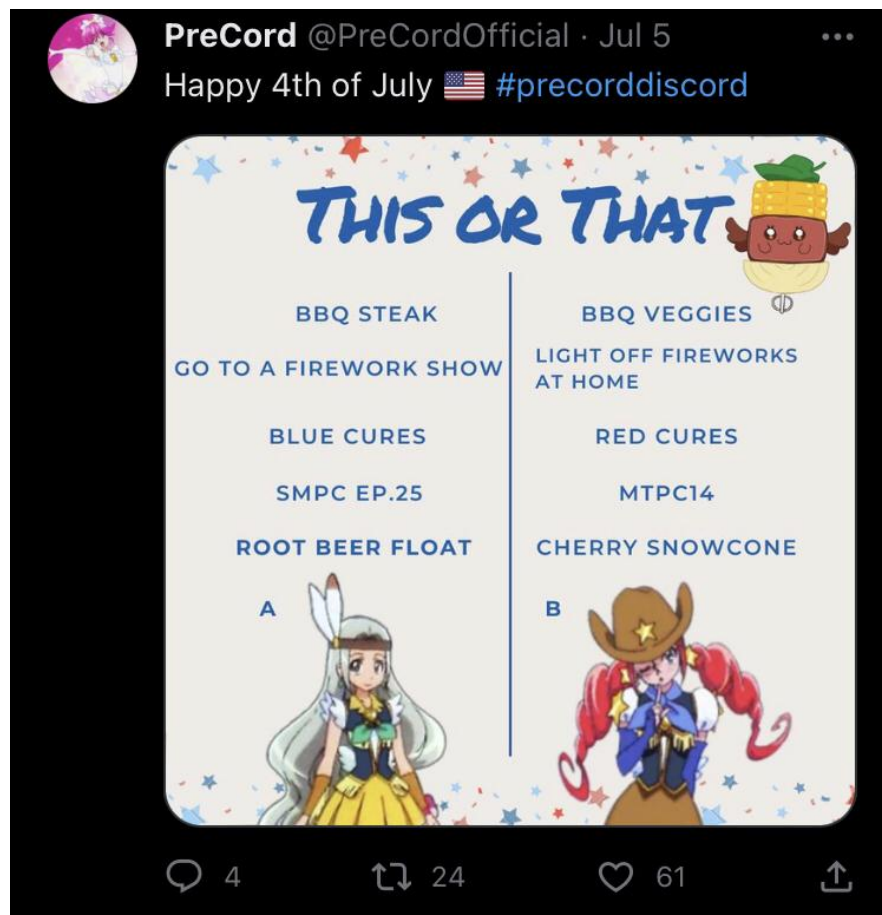 PreCord @PreCordOfficial · Jul 5
Happy 4th of July 🇺🇸 #precorddiscord
THIS OR THAT
BBQ STEAK
BBQ VEGGIES
GO TO A FIREWORK SHOW
LIGHT OFF FIREWORKS
AT HOME
BLUE CURES
RED CURES
SMPC EP.25
MTPC14
ROOT BEER FLOAT
CHERRY SNOWCONE
A
B
4
24
61